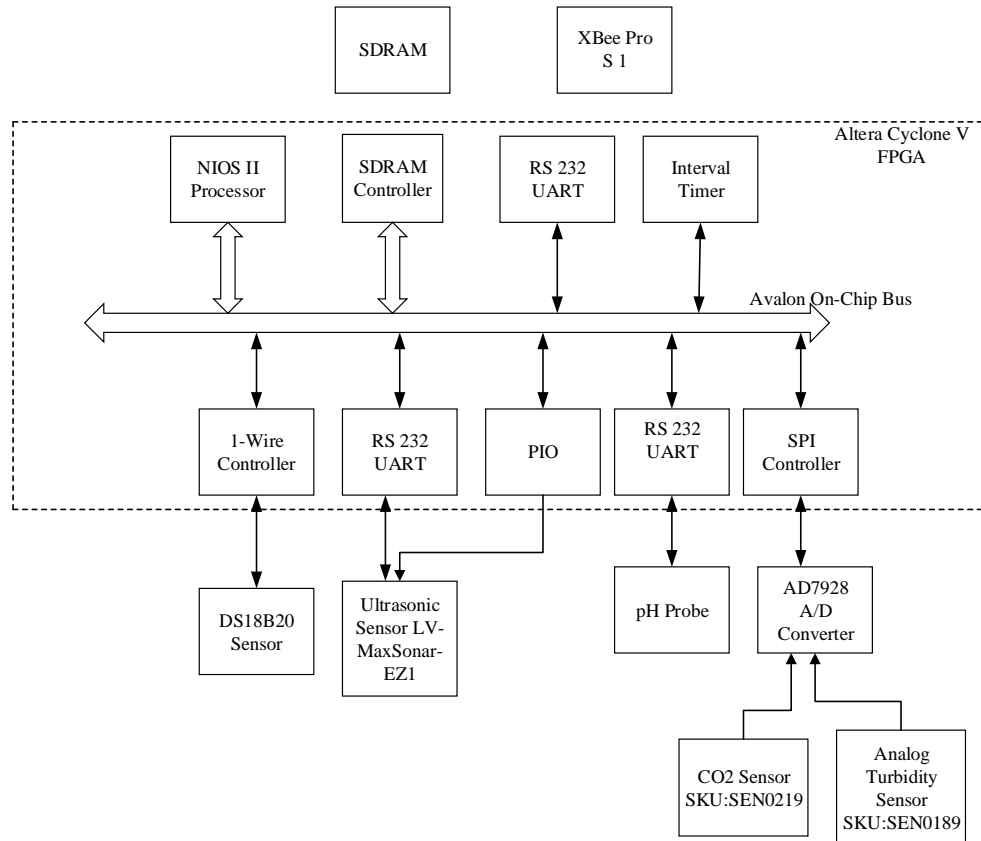 SDRAM
XBee Pro
S 1
Altera Cyclone V
FPGA
NIOS II
Processor
SDRAM
Controller
RS 232
UART
Interval
Timer
Avalon On-Chip Bus
1-Wire
Controller
RS 232
UART
PIO
RS 232
UART
SPI
Controller
DS18B20
Sensor
Ultrasonic
Sensor LV-
MaxSonar-
EZ1
pH Probe
AD7928
A/D
Converter
CO2 Sensor
SKU:SEN0219
Analog
Turbidity
Sensor
SKU:SEN0189